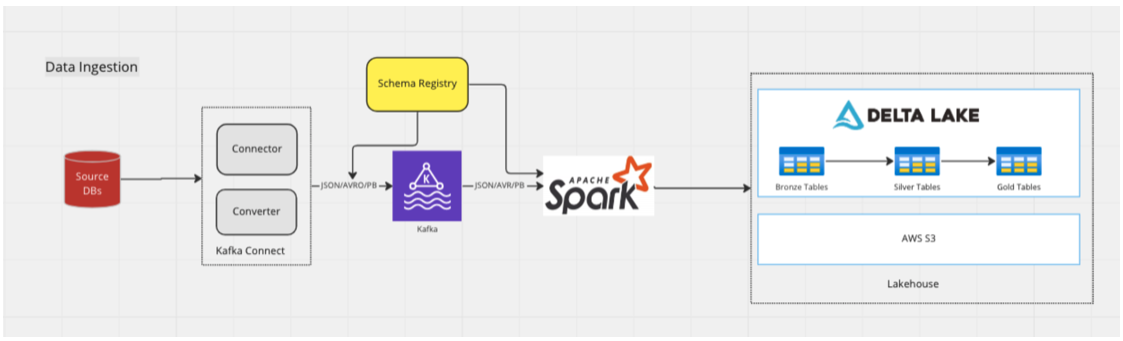 Data Ingestion
Schema Registry
Connector
Converter
Kafka Connect
Source
DBs
JSON/AVRO/PB
K
Kafka
JSON/AVR/PB
APACHE
Spark
DELTA LAKE
Bronze Tables
Silver Tables
Gold Tables
AWS S3
Lakehouse